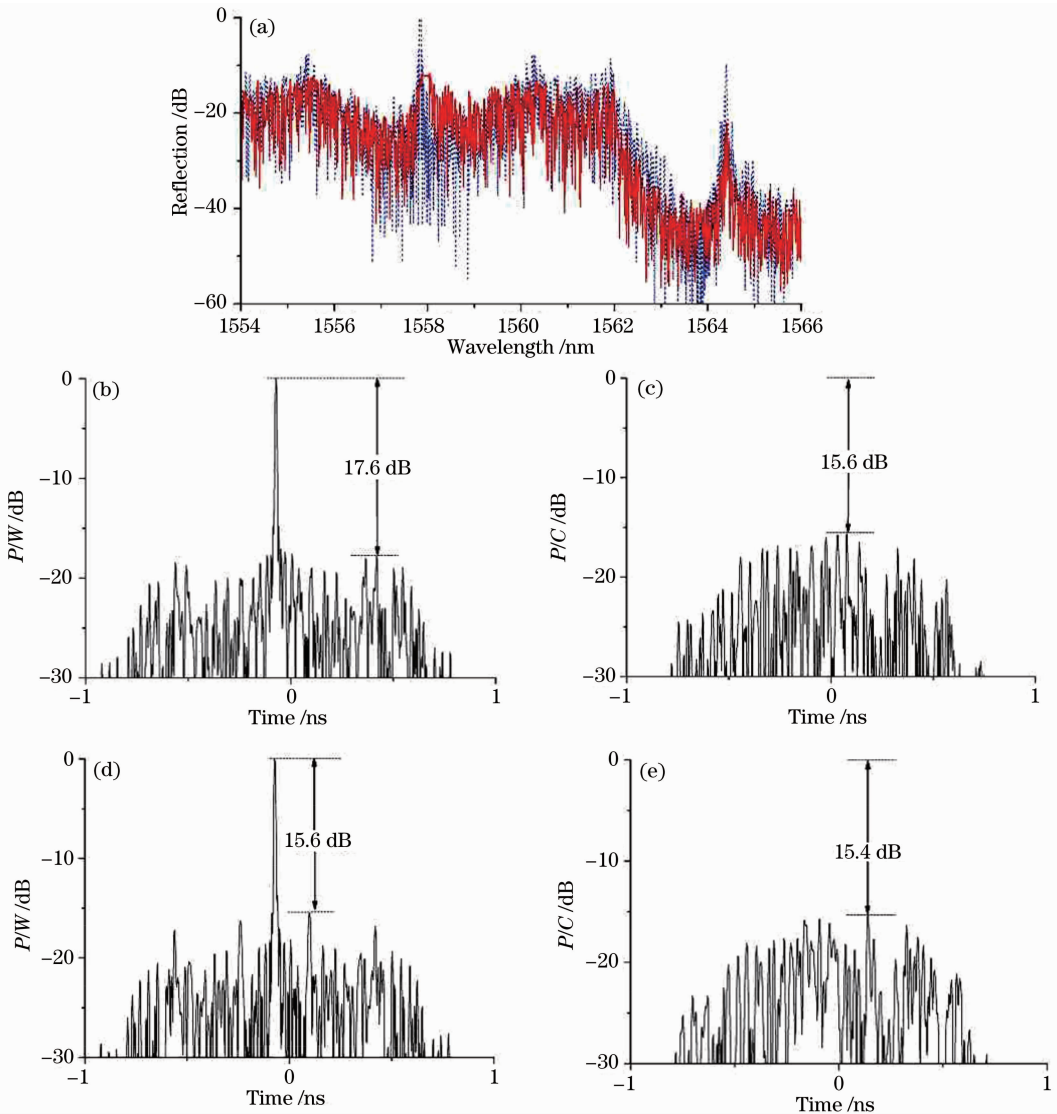 (a)
Reflection /dB
0
−20
−40
−60
1554
1556
1558
1560
1562
1564
1566
Wavelength /nm
(b)
P/W/dB
0
−10
−20
−30
17.6 dB
−1
0
1
Time /ns
(c)
P/C /dB
0
−10
−20
−30
15.6 dB
−1
0
1
Time /ns
(d)
P/W/dB
0
−10
−20
−30
15.6 dB
−1
0
1
Time /ns
(e)
P/C /dB
0
−10
−20
−30
15.4 dB
−1
0
1
Time /ns